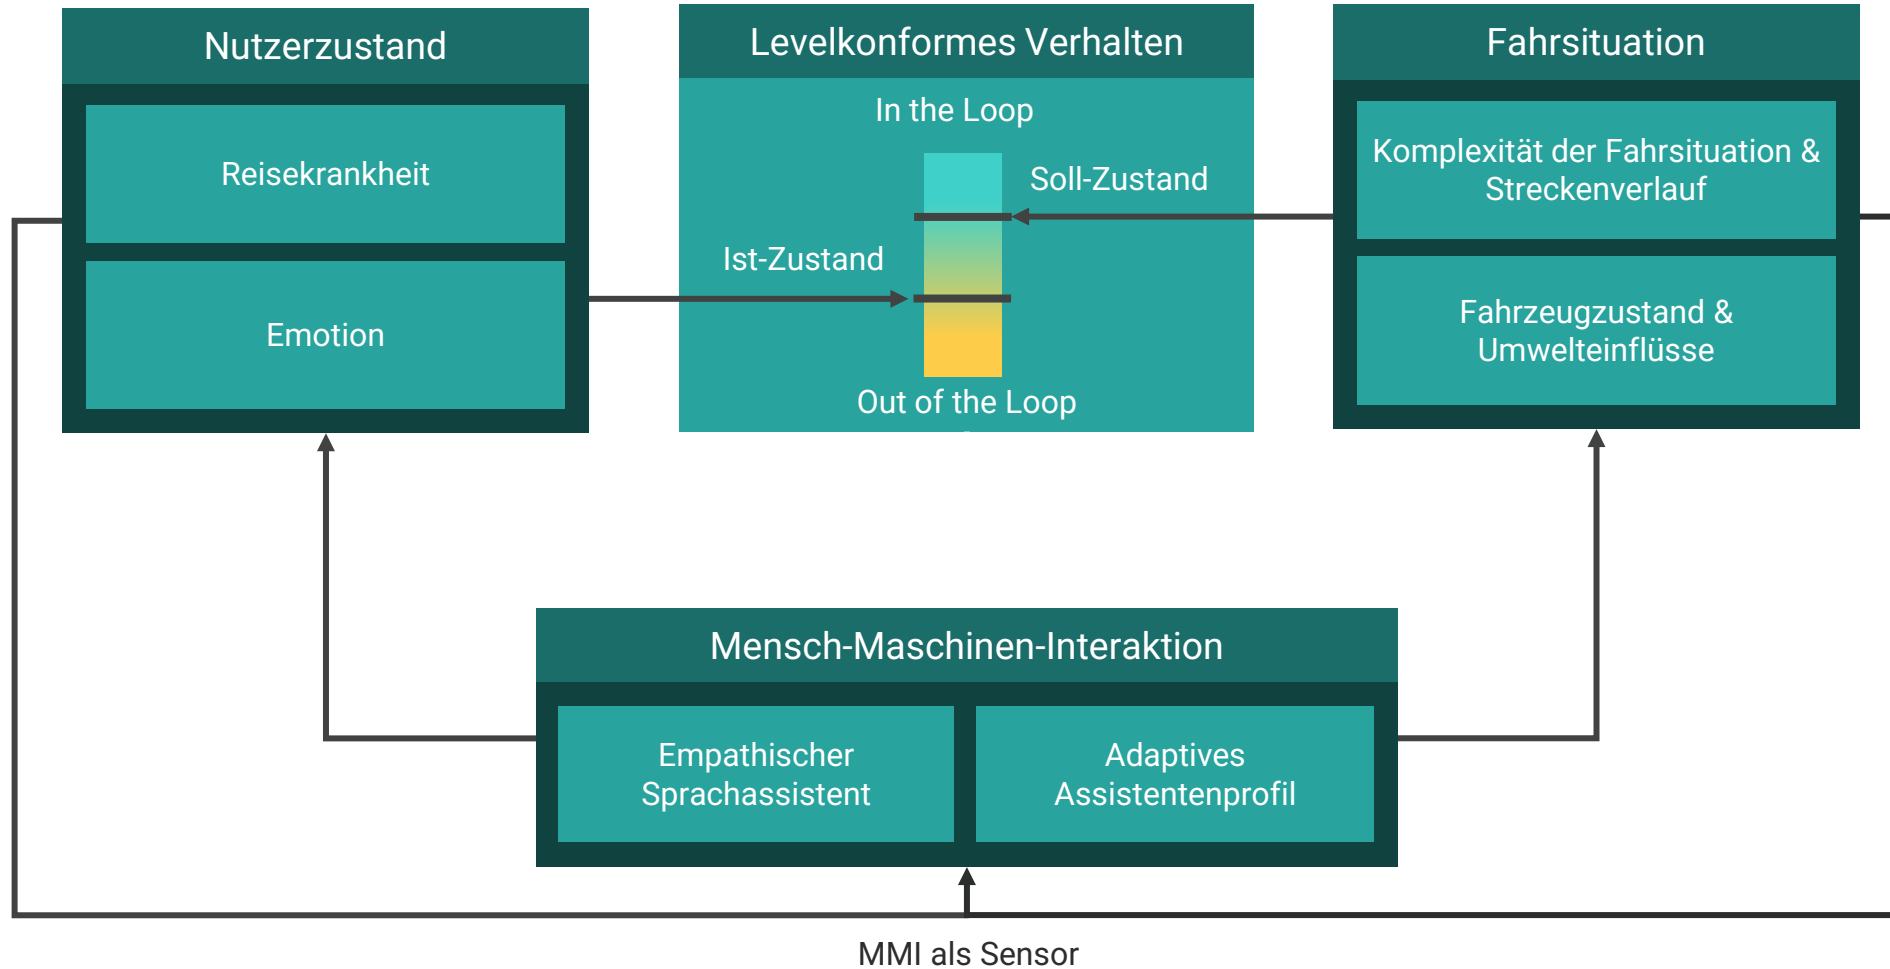 Nutzerzustand
Reisekrankheit
Emotion
Levelkonformes Verhalten
In the Loop
Soll-Zustand
Ist-Zustand
Out of the Loop
Fahrsituation
Komplexität der Fahrsituation &
Streckenverlauf
Fahrzeugzustand &
Umwelteinflüsse
Mensch-Maschinen-Interaktion
Empathischer
Sprachassistent
Adaptives
Assistentenprofil
MMI als Sensor